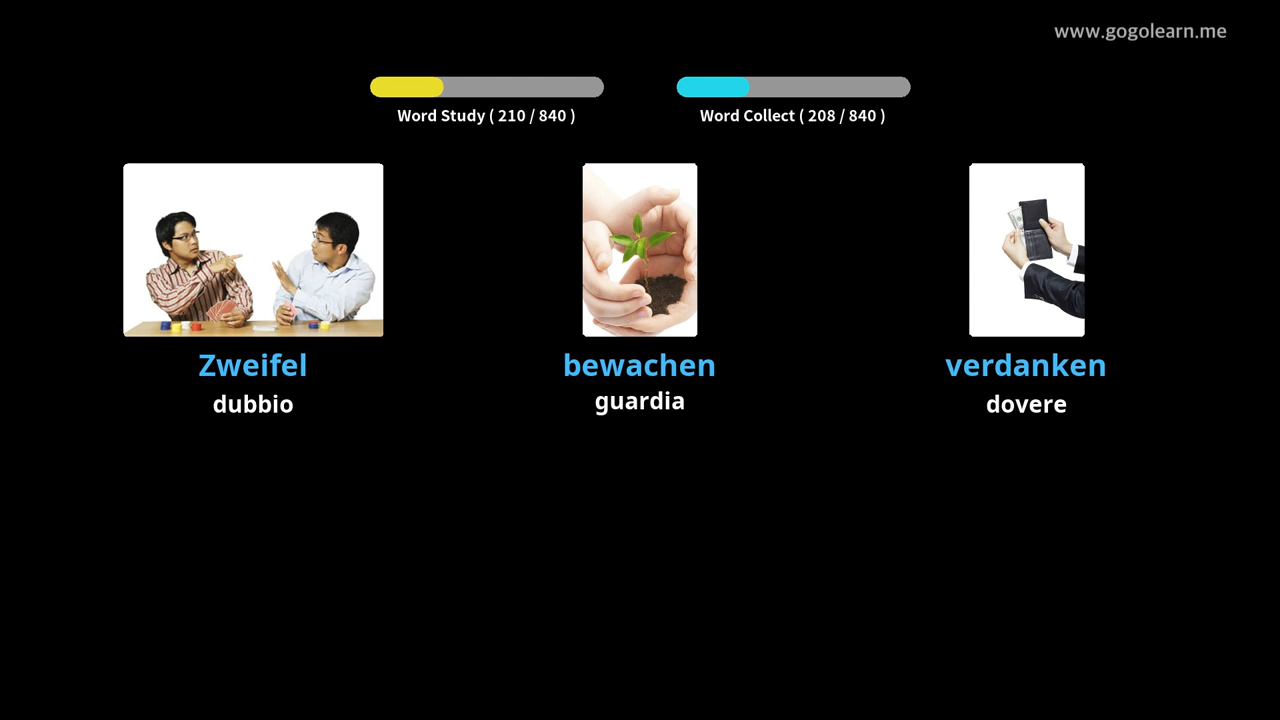 www.gogolearn.me
Word Study ( 210 / 840 )
Word Collect ( 208 / 840 )
Zweifel
dubbio
bewachen
guardia
verdanken
dovere